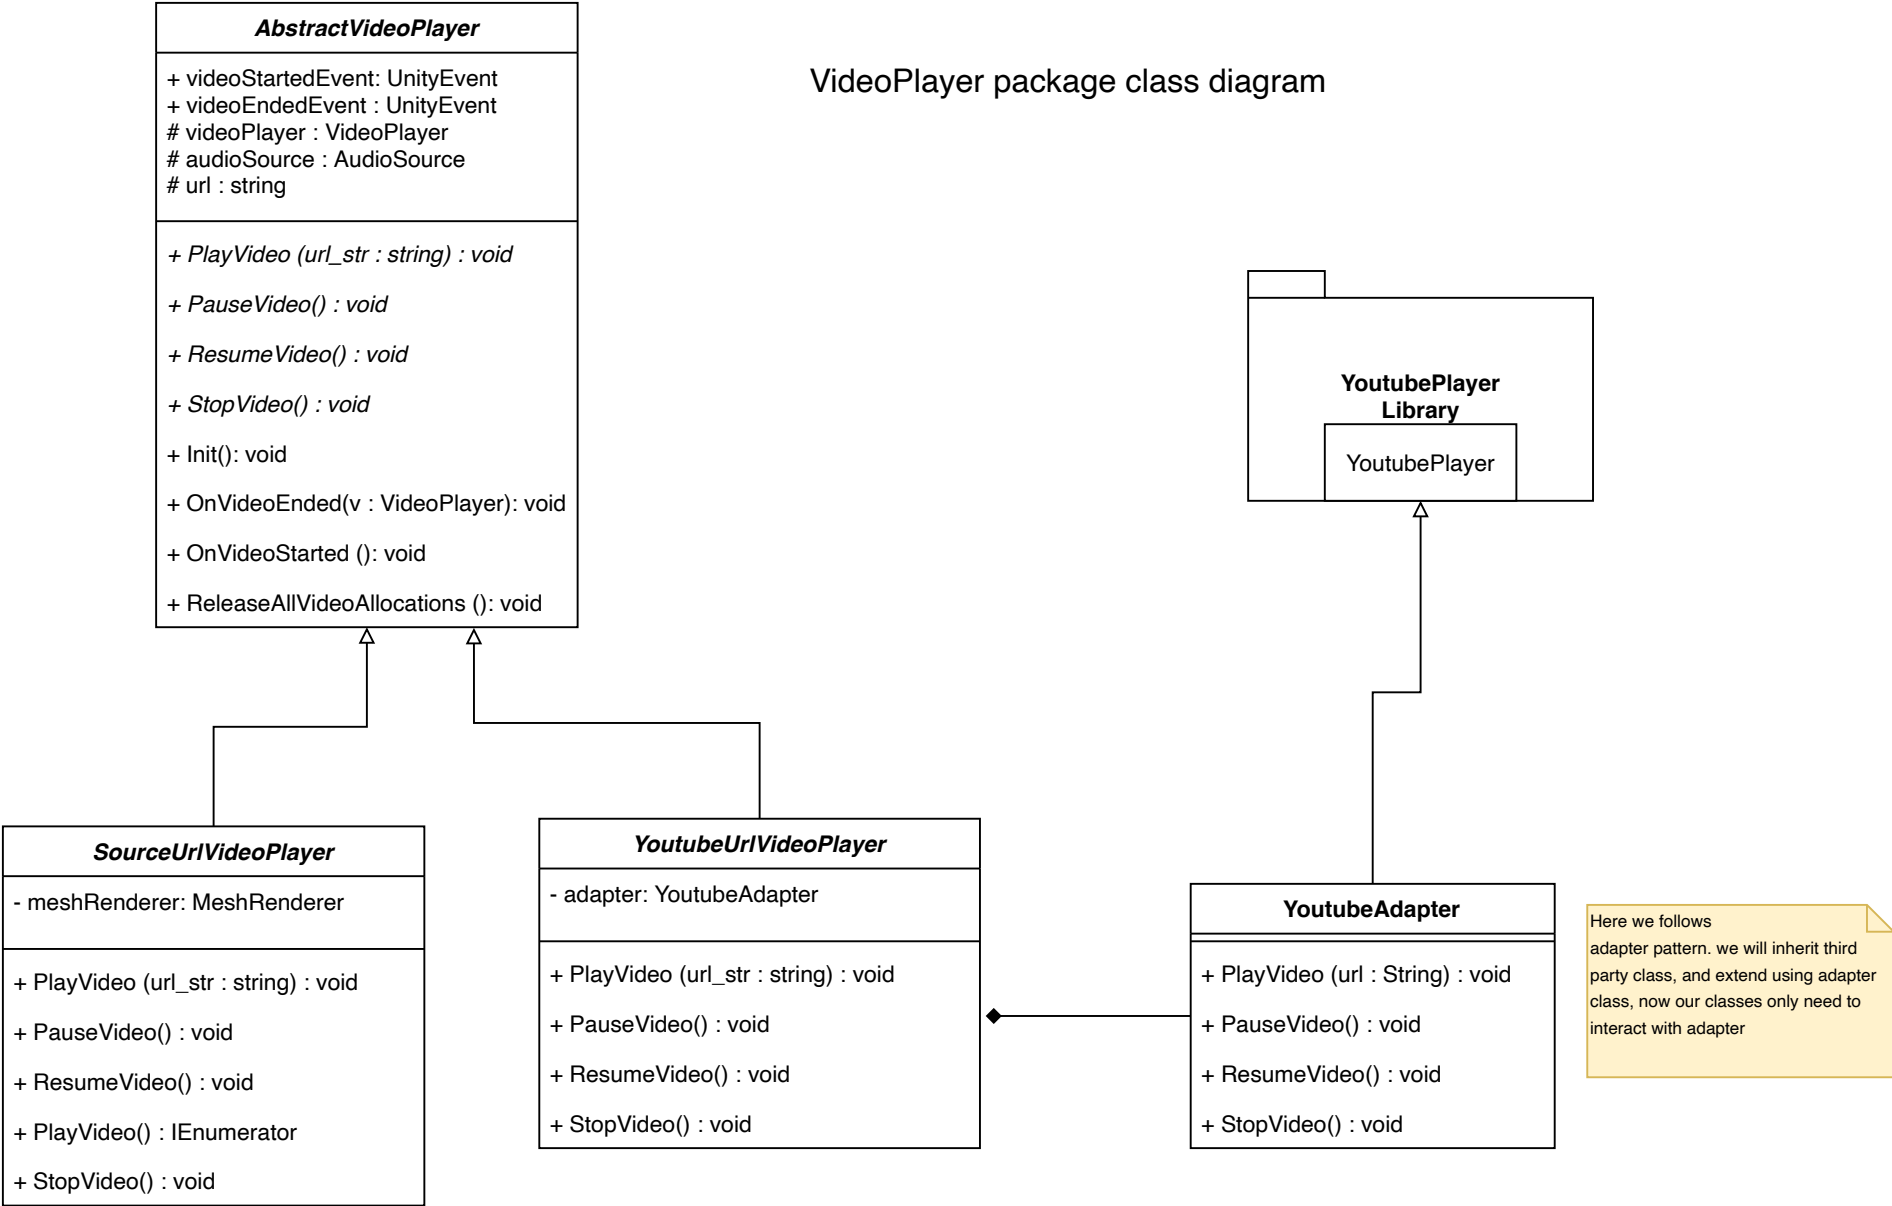 AbstractVideoPlayer
+ videoStartedEvent: UnityEvent
+ videoEndedEvent : UnityEvent
# videoPlayer : VideoPlayer
# audioSource : AudioSource
# url : string
+ PlayVideo (url_str : string) : void
+ PauseVideo() : void
+ ResumeVideo() : void
+ StopVideo() : void
+ Init(): void
+ OnVideoEnded(v : VideoPlayer): void
+ OnVideoStarted (): void
+ ReleaseAllVideoAllocations (): void
VideoPlayer package class diagram
YoutubePlayer
Library
YoutubePlayer
SourceUrlVideoPlayer
- meshRenderer: MeshRenderer
+ PlayVideo (url_str : string) : void
+ PauseVideo() : void
+ ResumeVideo() : void
+ PlayVideo() : IEnumerator
+ StopVideo() : void
YoutubeUrlVideoPlayer
- adapter: YoutubeAdapter
+ PlayVideo (url_str : string) : void
+ PauseVideo() : void
+ ResumeVideo() : void
+ StopVideo() : void
YoutubeAdapter
+ PlayVideo (url : String) : void
+ PauseVideo() : void
+ ResumeVideo() : void
+ StopVideo() : void
Here we follows
adapter pattern. we will inherit third
party class, and extend using adapter
class, now our classes only need to
interact with adapter